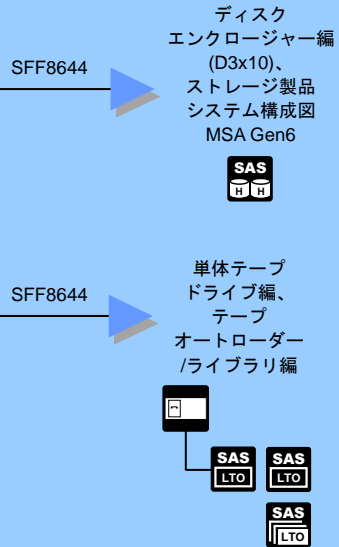 ディスク
エンクロージャー編
(D3x10)、
SFF8644
ストレージ製品
システム構成図
MSA Gen6
SAS
H H
単体テープ
SFF8644
ドライブ編、
テープ
オートローダー
/ライブラリ編
SAS SAS
LTO LTO
SAS
LTO